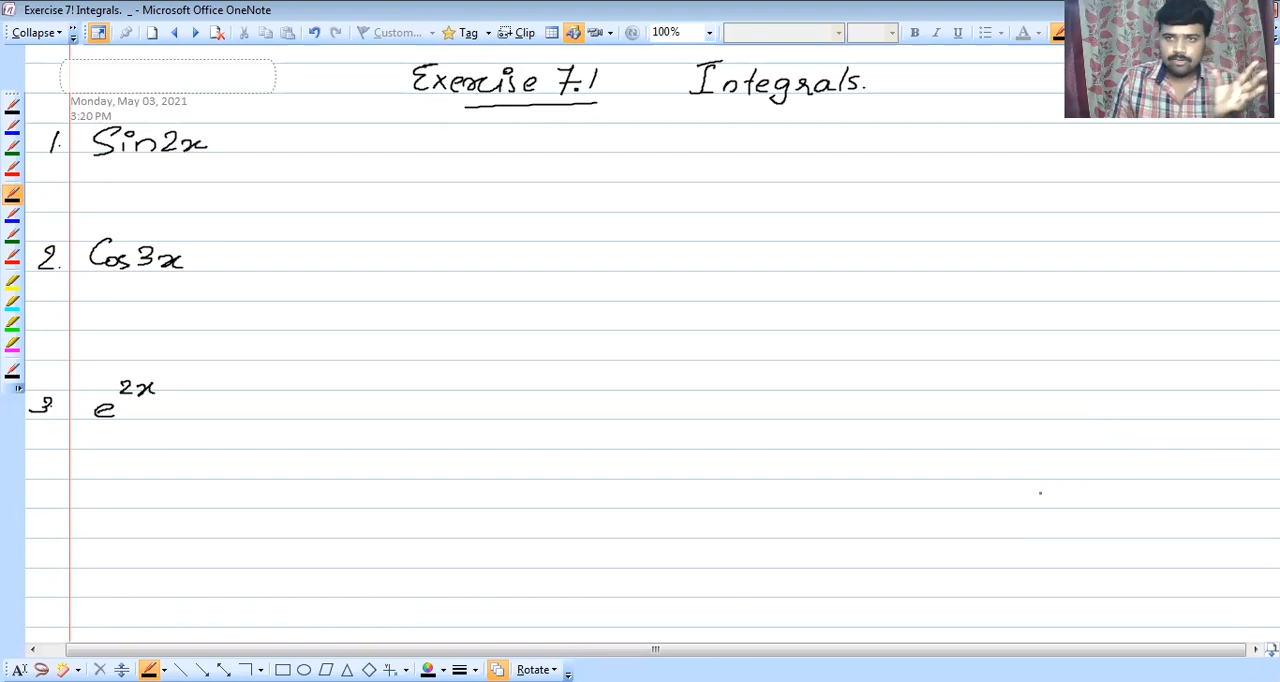 Exercise 7! Integrals. _ - Microsoft Office OneNote
Collapse Custom... Tag Clip 100% B I U A
Exercise 7.1 Integrals.
Monday, May 03, 2021
3:20 PM
1. Sin2x
2. Cos3x
3. e^2x
Rotate